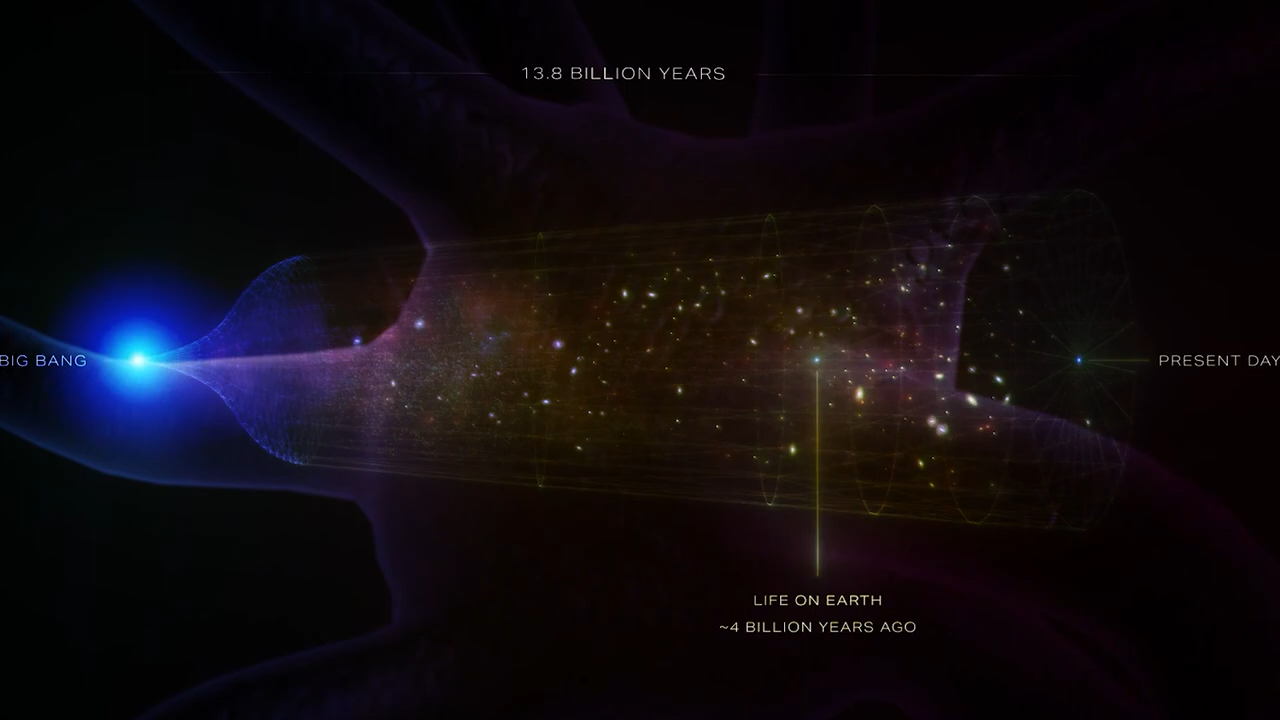 13.8 BILLION YEARS
BIG BANG
PRESENT DAY
LIFE ON EARTH
~4 BILLION YEARS AGO